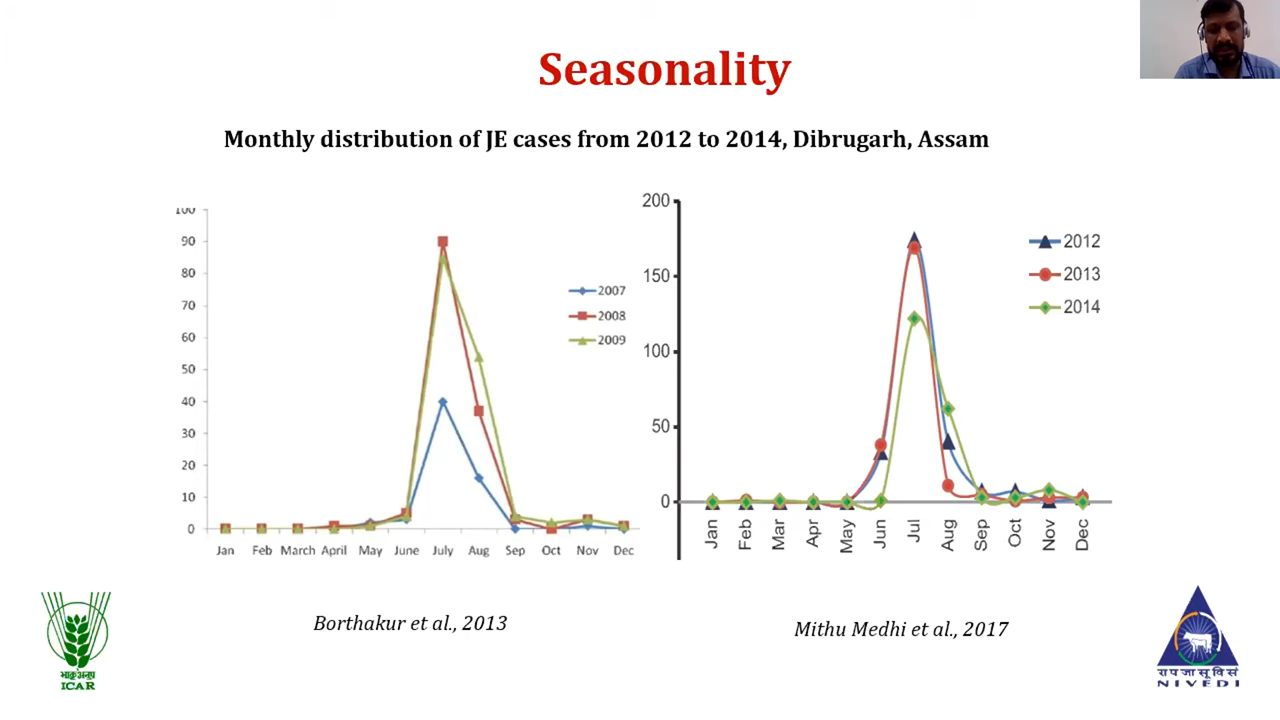 Seasonality
Monthly distribution of JE cases from 2012 to 2014, Dibrugarh, Assam
100
90
80
70
60
50
40
30
20
10
0
Jan Feb March April May June July Aug Sep Oct Nov Dec
2007
2008
2009
200
150
100
50
0
Jan Feb Mar Apr May Jun Jul Aug Sep Oct Nov Dec
2012
2013
2014
Borthakur et al., 2013
Mithu Medhi et al., 2017
भाकृअनुप
ICAR
रा प जा सू वि सं
NIVEDI